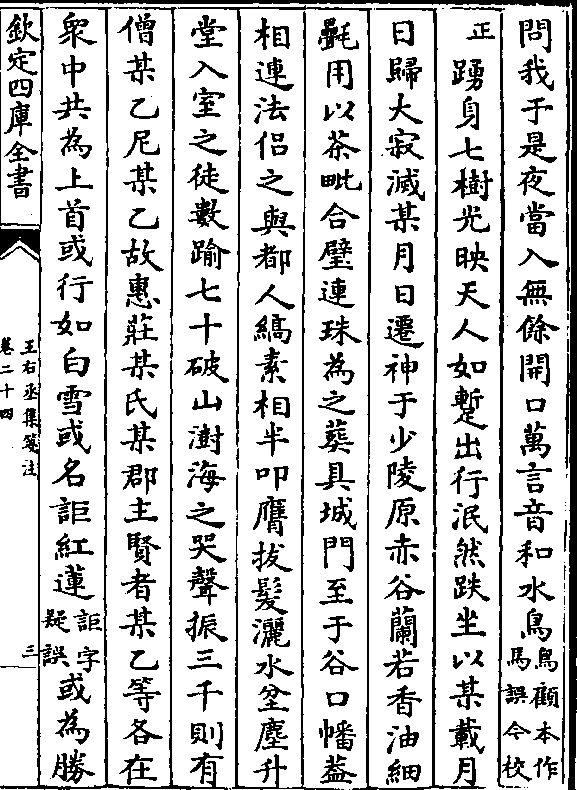 問我于是夜當入無餘開口萬言音和水鳥鳥顧本作馬誤今校
正踴身七樹光映天人如蹔出行泯然趺坐以某載月
日歸大寂滅某月日遷神于少陵原赤谷蘭若香油細
㲲用以茶毗合璧連珠為之葬具城門至于谷口幡葢
相連法侶之與都人縞素相半叩膺拔髮灑水坌塵升
堂入室之徒數踰七十破山澍海之哭聲振三千則有
僧某乙尼某乙故惠莊某氏某郡主賢者某乙等各在
衆中共為上首或行如白雪或名詎紅蓮詎字疑誤或為勝
欽定四庫全書
王右丞集箋注
卷二十四
三